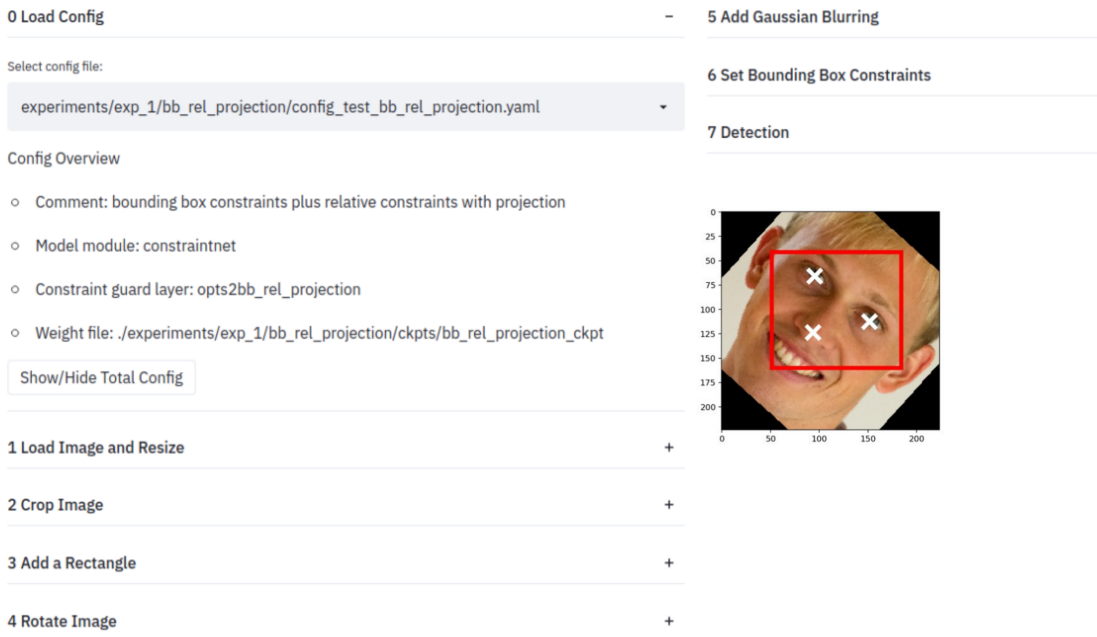 0 Load Config
−
Select config file:
experiments/exp_1/bb_rel_projection/config_test_bb_rel_projection.yaml
Config Overview
Comment: bounding box constraints plus relative constraints with projection
Model module: constraintnet
Constraint guard layer: opts2bb_rel_projection
Weight file: ./experiments/exp_1/bb_rel_projection/ckpts/bb_rel_projection_ckpt
Show/Hide Total Config
1 Load Image and Resize
+
2 Crop Image
+
3 Add a Rectangle
+
4 Rotate Image
+
5 Add Gaussian Blurring
6 Set Bounding Box Constraints
7 Detection
0
25
50
75
100
125
150
175
200
0 50 100 150 200